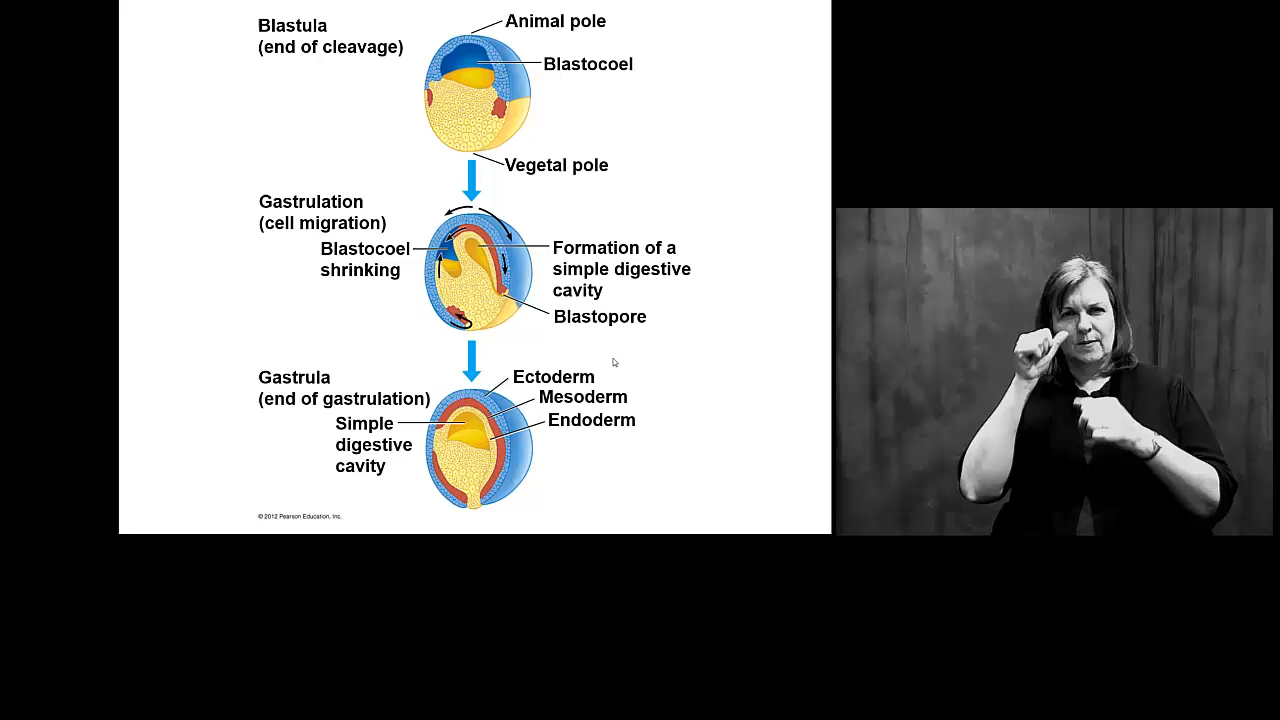 Blastula
(end of cleavage)
Animal pole
Blastocoel
Vegetal pole
Gastrulation
(cell migration)
Blastocoel
shrinking
Formation of a
simple digestive
cavity
Blastopore
Gastrula
(end of gastrulation)
Ectoderm
Mesoderm
Endoderm
Simple
digestive
cavity
© 2012 Pearson Education, Inc.